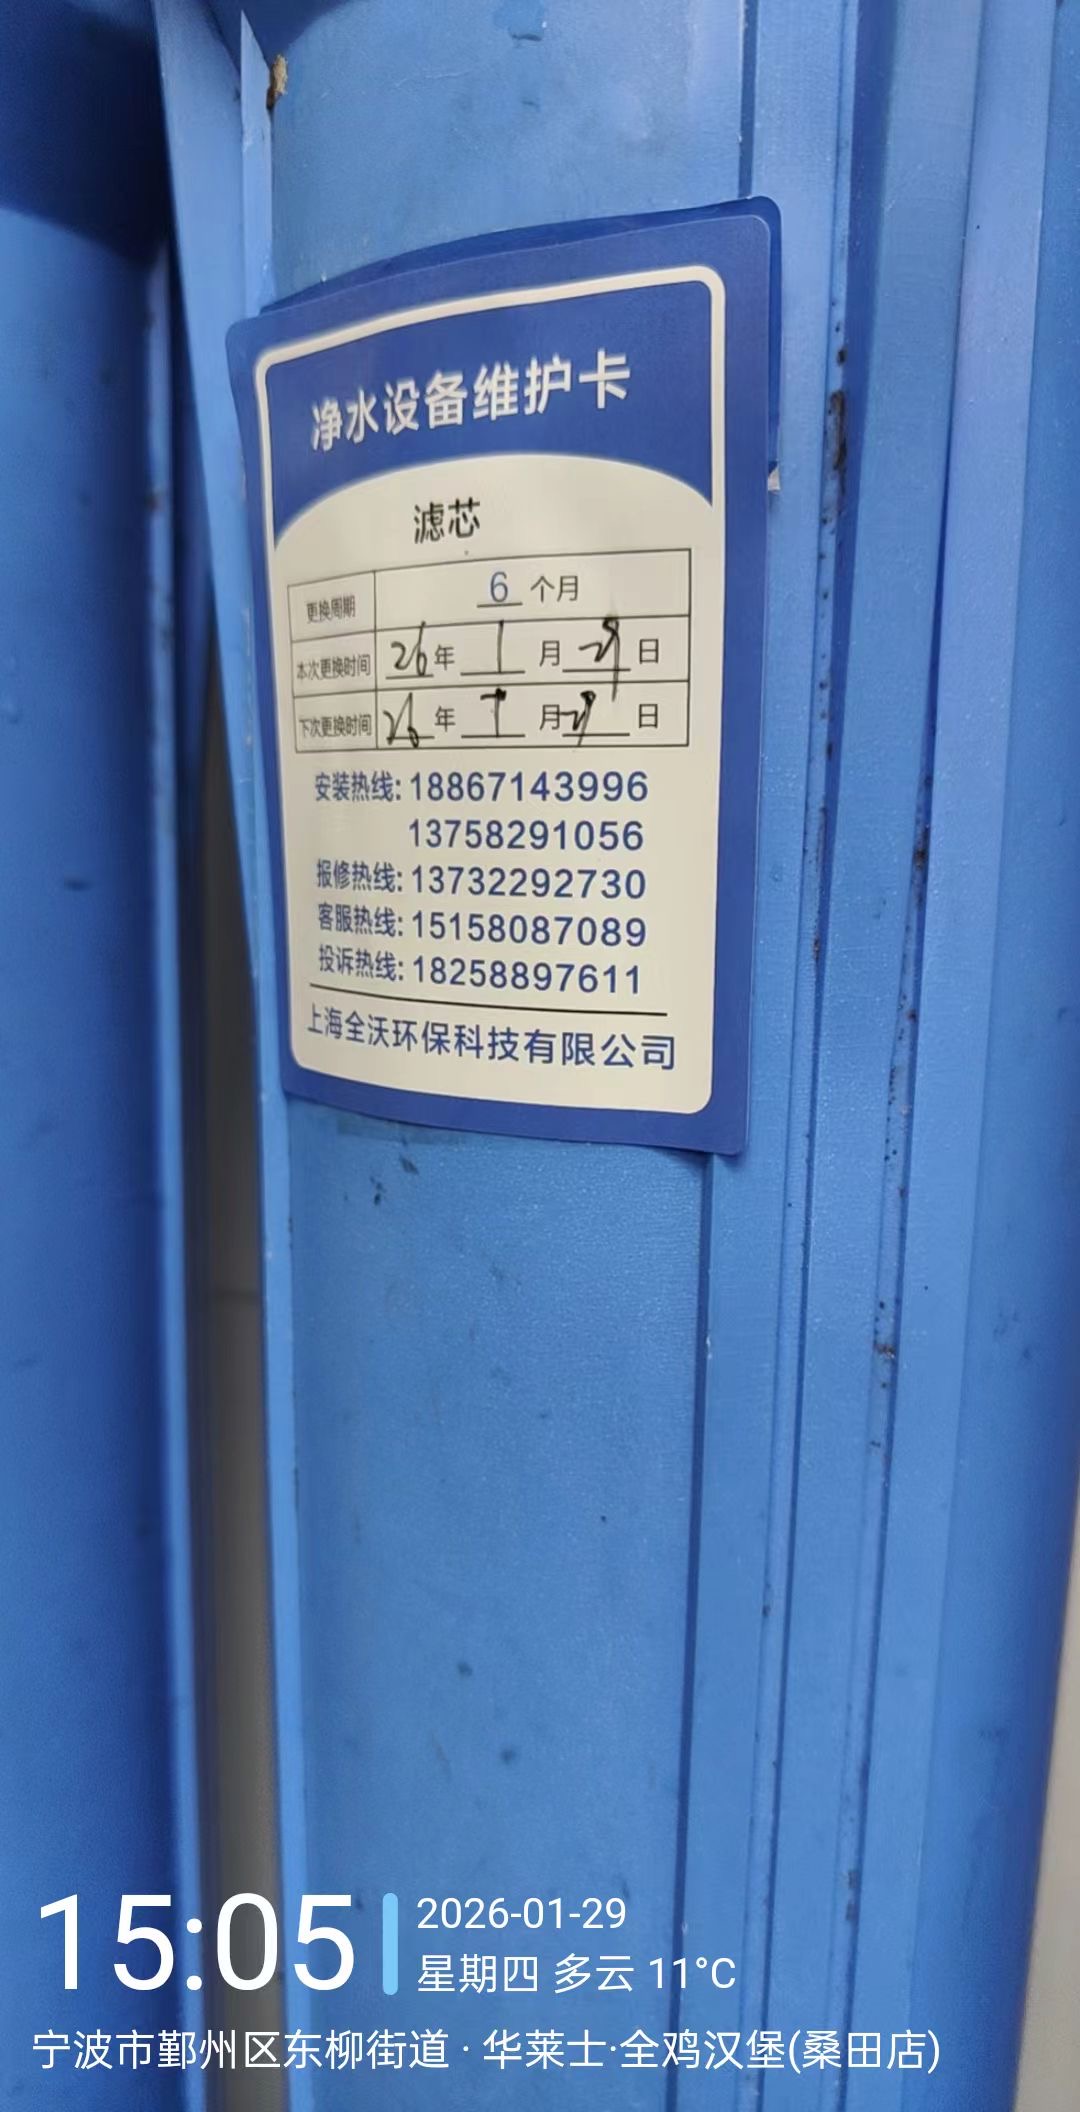 净水设备维护卡
滤芯
更换周期 6 个月
本次更换时间 26年 1 月 29 日
下次更换时间 26年 7 月 29 日
安装热线:18867143996
13758291056
报修热线:13732292730
客服热线:15158087089
投诉热线:18258897611
上海全沃环保科技有限公司
15:05
2026-01-29
星期四 多云 11°C
宁波市鄞州区东柳街道·华莱士·全鸡汉堡(桑田店)